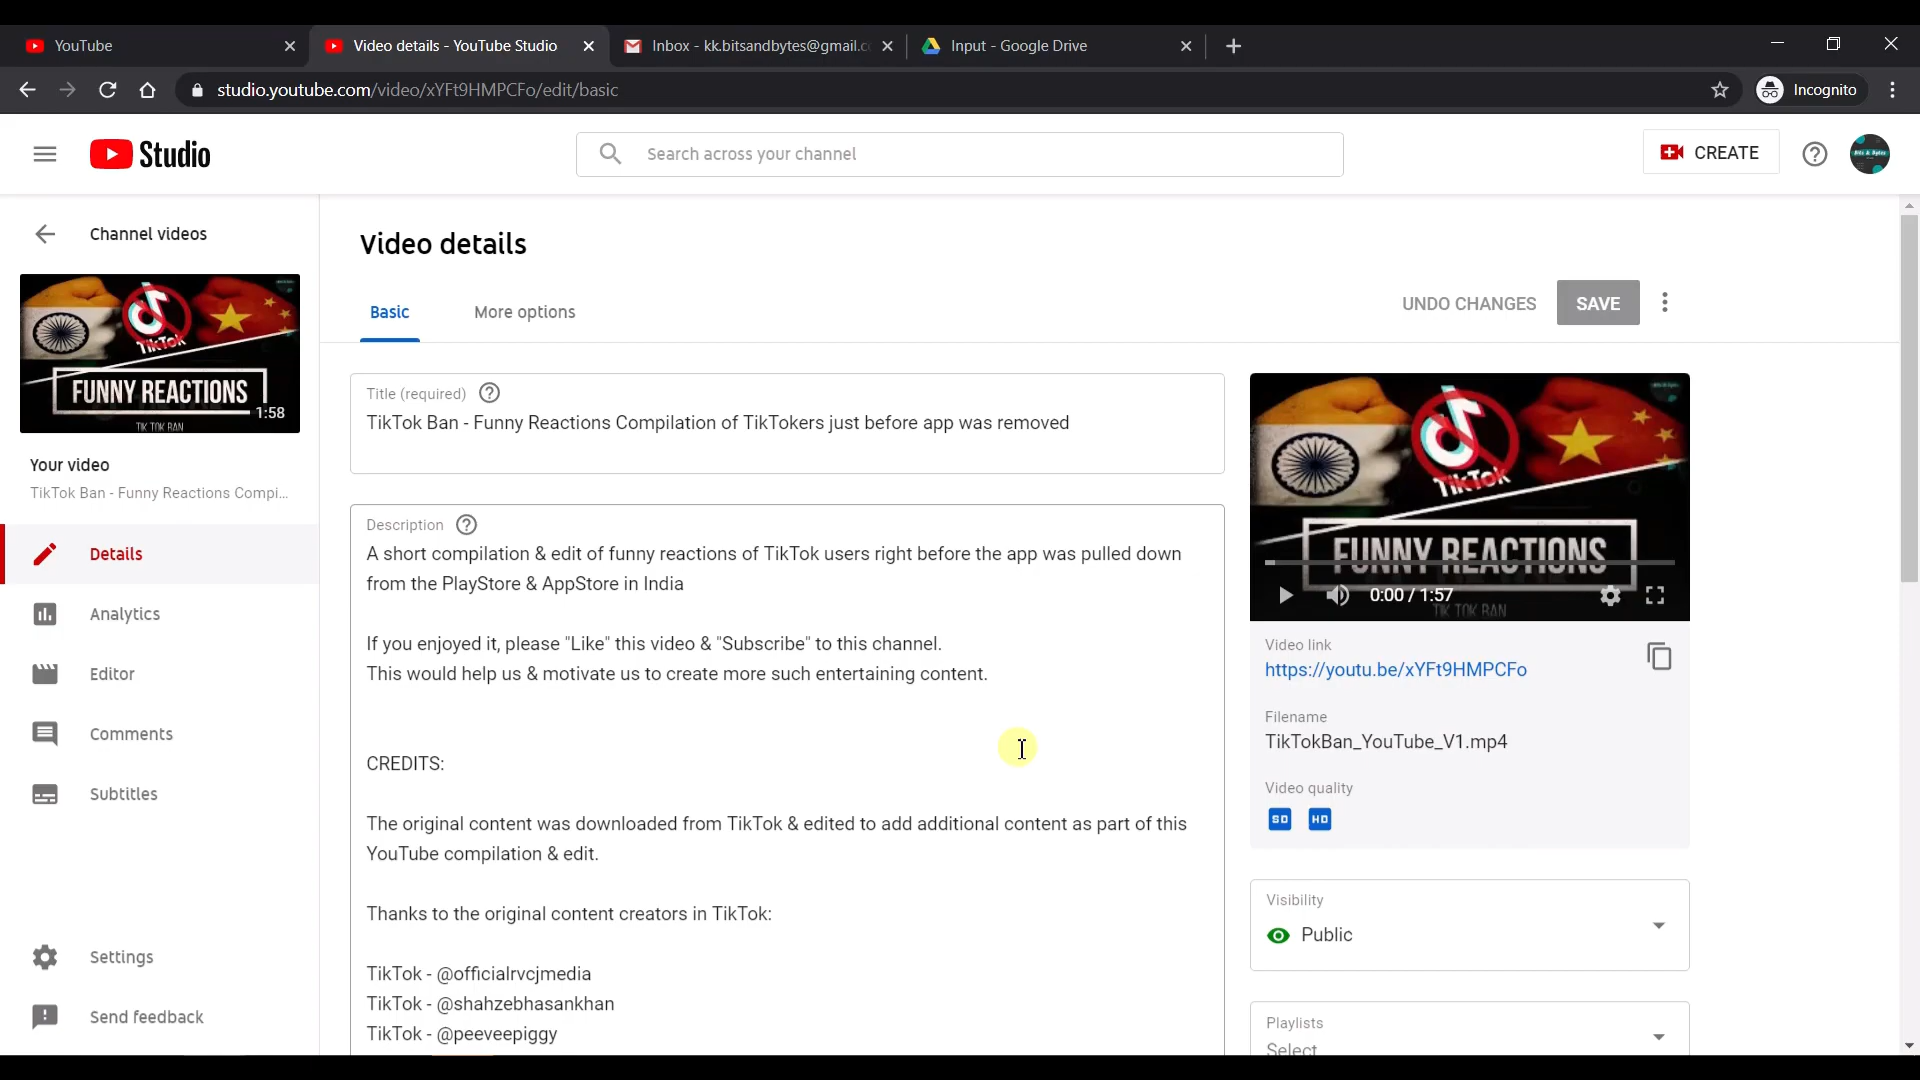 YouTube
Video details - YouTube Studio
Inbox - kk.bitsandbytes@gmail.c
Input - Google Drive
studio.youtube.com/video/xYFt9HMPCFo/edit/basic
Incognito
Studio
Search across your channel
CREATE
Channel videos
Video details
Basic
More options
UNDO CHANGES
SAVE
TikTok
FUNNY REACTIONS
1:58
TIK TOK BAN
Your video
TikTok Ban - Funny Reactions Compi...
Details
Analytics
Editor
Comments
Subtitles
Settings
Send feedback
Title (required)
TikTok Ban - Funny Reactions Compilation of TikTokers just before app was removed
Description
A short compilation & edit of funny reactions of TikTok users right before the app was pulled down
from the PlayStore & AppStore in India
If you enjoyed it, please "Like" this video & "Subscribe" to this channel.
This would help us & motivate us to create more such entertaining content.
CREDITS:
The original content was downloaded from TikTok & edited to add additional content as part of this
YouTube compilation & edit.
Thanks to the original content creators in TikTok:
TikTok - @officialrvcjmedia
TikTok - @shahzebhasankhan
TikTok - @peeveepiggy
TikTok
FUNNY REACTIONS
0:00 / 1:57
TIK TOK BAN
Video link
https://youtu.be/xYFt9HMPCFo
Filename
TikTokBan_YouTube_V1.mp4
Video quality
SD HD
Visibility
Public
Playlists
Select